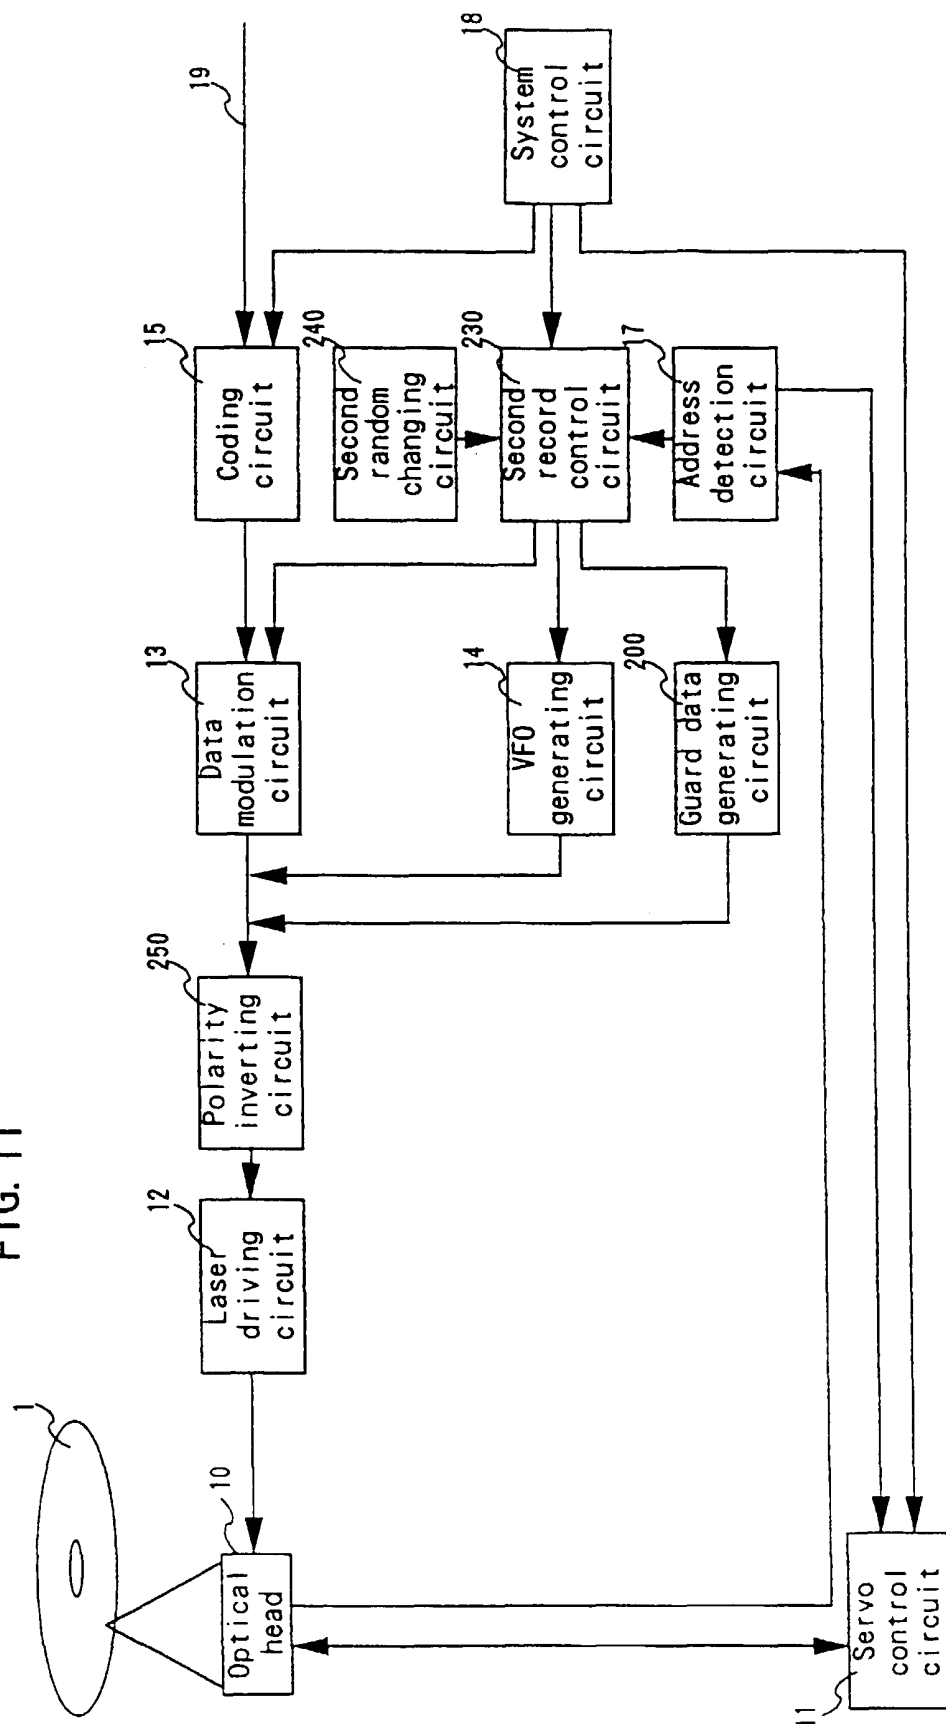 FIG. 11
1
10
Optical
head
11
Servo
control
circuit
12
Laser
driving
circuit
250
Polarity
inverting
circuit
13
Data
modulation
circuit
14
VFO
generating
circuit
200
Guard data
generating
circuit
15
Coding
circuit
240
Second
random
changing
circuit
230
Second
record
control
circuit
17
Address
detection
circuit
19
18
System
control
circuit